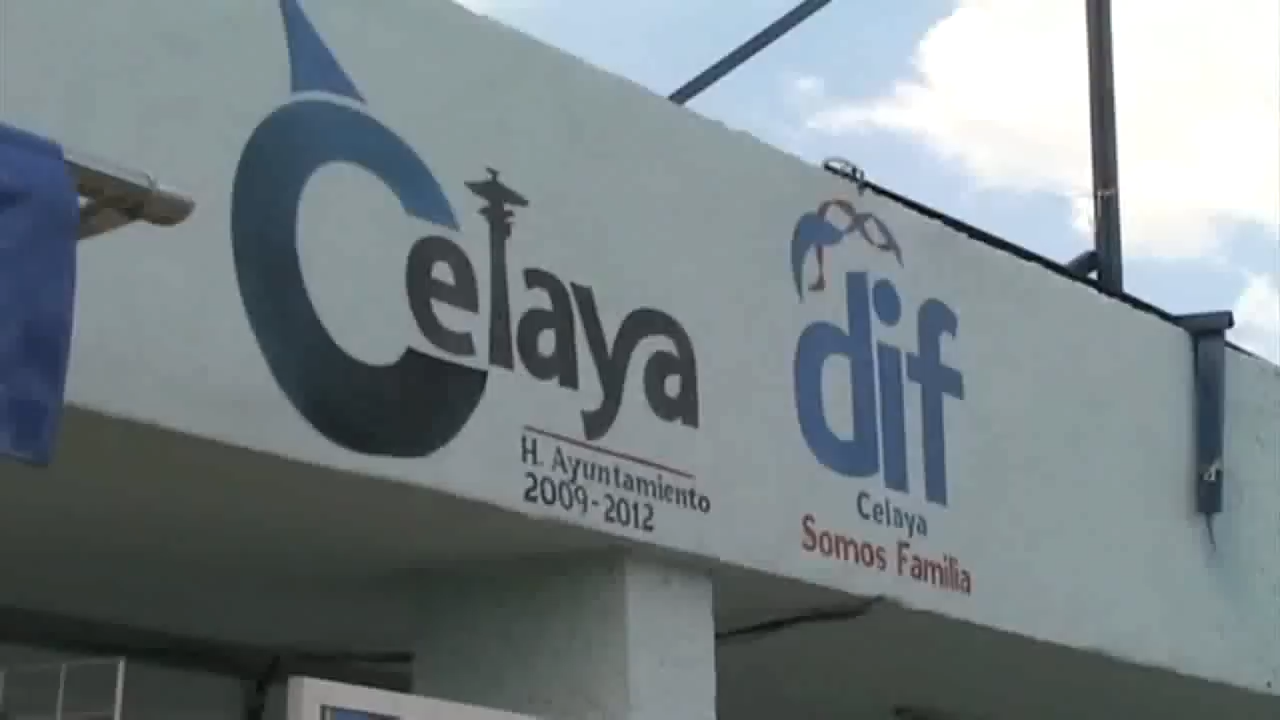 Celaya
H. Ayuntamiento
2009-2012
dif
Celaya
Somos Familia